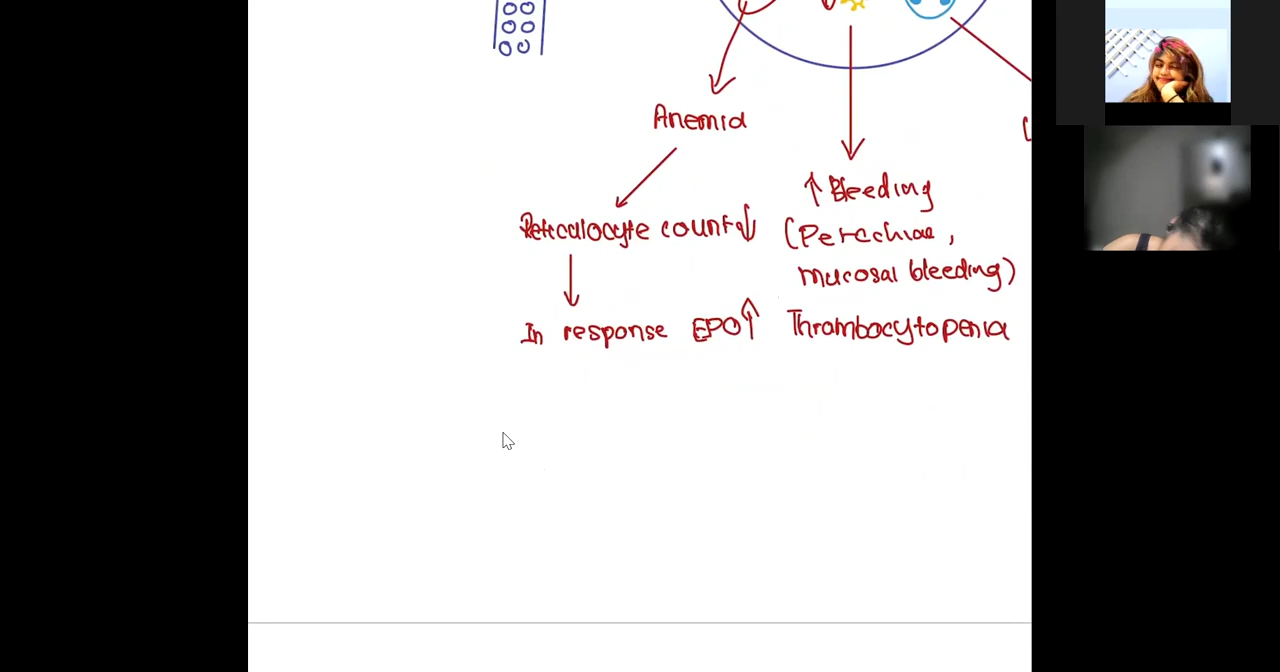 Anemia
↑ Bleeding
Reticulocyte count↓
(Petechiae,
mucosal bleeding)
In response EPO↑
Thrombocytopenia